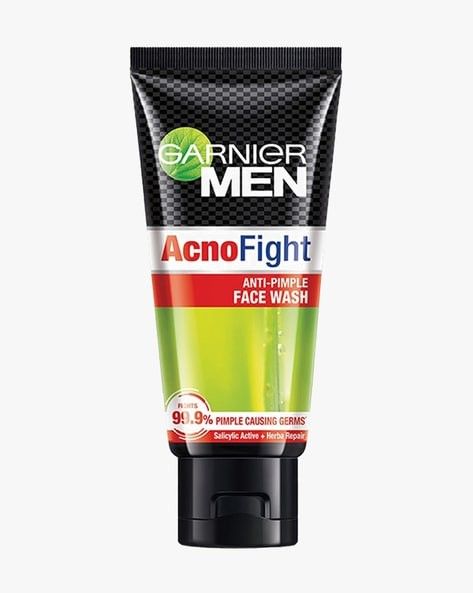 GARNIER
MEN
AcnoFight
ANTI-PIMPLE
FACE WASH
FIGHTS
99.9% PIMPLE CAUSING GERMS*
Salicylic Active + Herba Repair